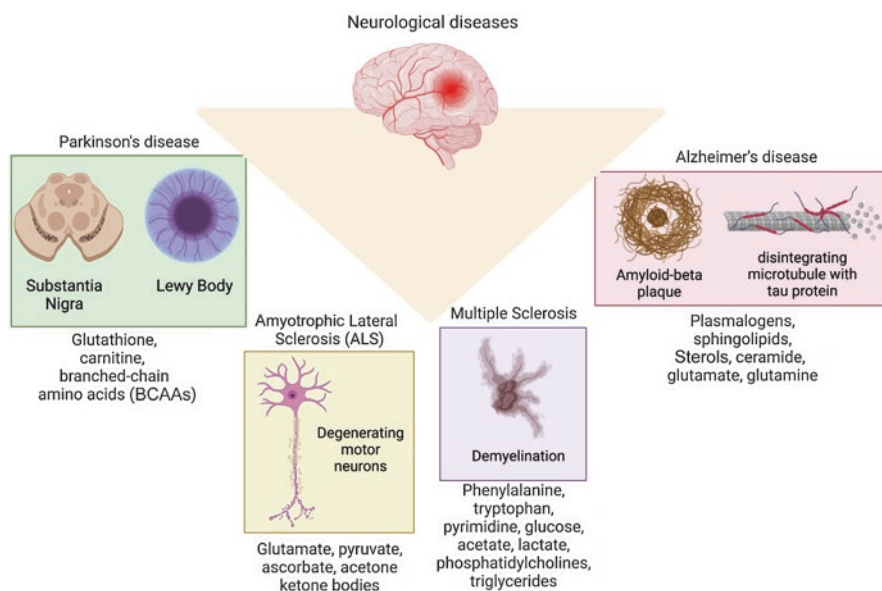 Neurological diseases
Parkinson's disease
Substantia
Nigra
Lewy Body
Glutathione,
carnitine,
branched-chain
amino acids (BCAAs)
Amyotrophic Lateral
Sclerosis (ALS)
Degenerating
motor
neurons
Glutamate, pyruvate,
ascorbate, acetone
ketone bodies
Multiple Sclerosis
Demyelination
Phenylalanine,
tryptophan,
pyrimidine, glucose,
acetate, lactate,
phosphatidylcholines,
triglycerides
Alzheimer's disease
Amyloid-beta
plaque
disintegrating
microtubule with
tau protein
Plasmalogens,
sphingolipids,
Sterols, ceramide,
glutamate, glutamine